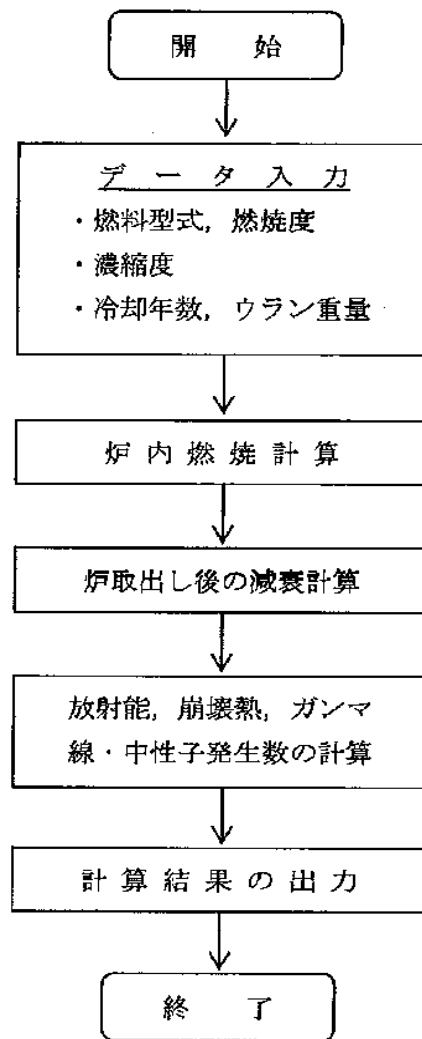 開始
データ入力
・燃料型式，燃焼度
・濃縮度
・冷却年数，ウラン重量
炉内燃焼計算
炉取出し後の減衰計算
放射能，崩壊熱，ガンマ
線・中性子発生数の計算
計算結果の出力
終了